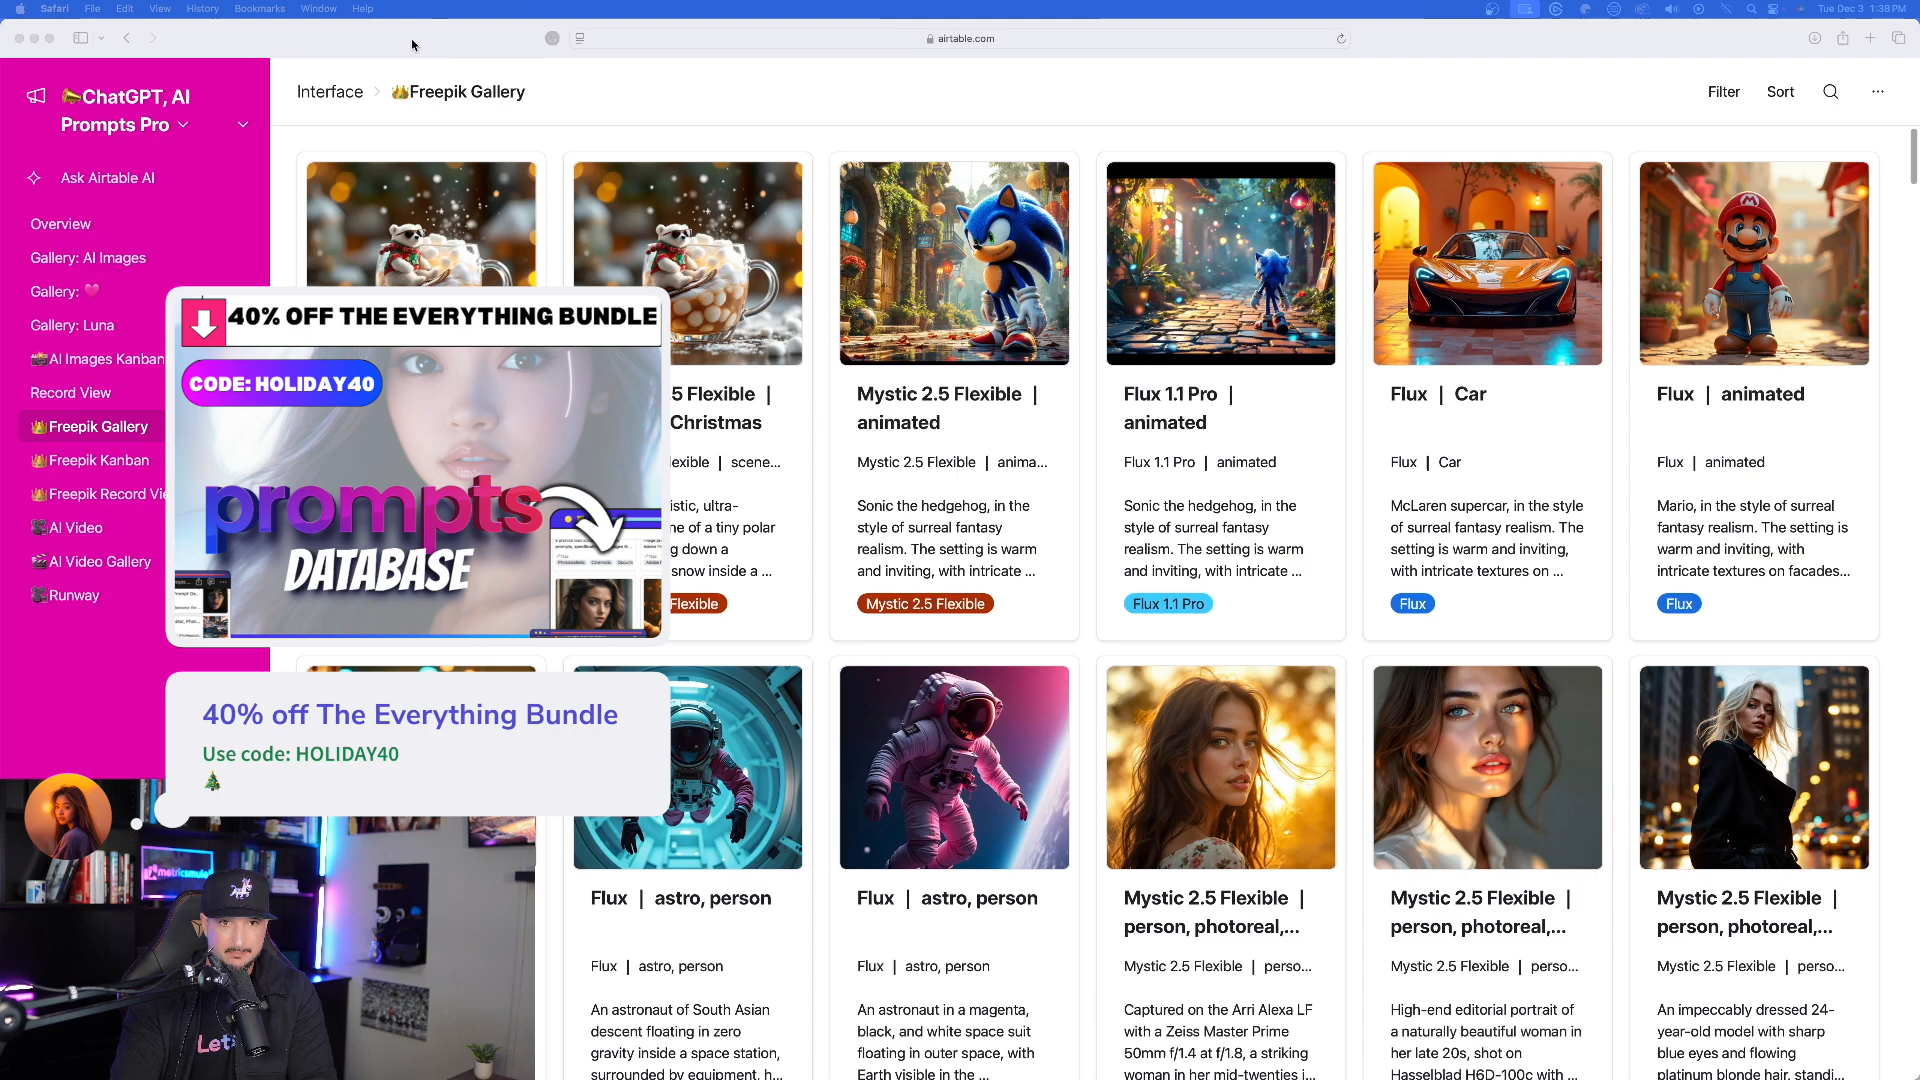 Safari File Edit View History Bookmarks Window Help
Tue Dec 3 1:38 PM
airtable.com
ChatGPT, AI
Prompts Pro
Ask Airtable AI
Overview
Gallery: AI Images
Gallery: 💗
Gallery: Luna
AI Images Kanban
Record View
👑Freepik Gallery
👑Freepik Kanban
👑Freepik Record Vie
AI Video
AI Video Gallery
Runway
Interface > 👑Freepik Gallery
Filter Sort
40% OFF THE EVERYTHING BUNDLE
CODE: HOLIDAY40
prompts
DATABASE
40% off The Everything Bundle
Use code: HOLIDAY40
🎄
5 Flexible |
Christmas
lexible | scene...
istic, ultra-
ne of a tiny polar
g down a
snow inside a ...
Flexible
Mystic 2.5 Flexible |
animated
Mystic 2.5 Flexible | anima...
Sonic the hedgehog, in the
style of surreal fantasy
realism. The setting is warm
and inviting, with intricate ...
Mystic 2.5 Flexible
Flux 1.1 Pro |
animated
Flux 1.1 Pro | animated
Sonic the hedgehog, in the
style of surreal fantasy
realism. The setting is warm
and inviting, with intricate ...
Flux 1.1 Pro
Flux | Car
Flux | Car
McLaren supercar, in the style
of surreal fantasy realism. The
setting is warm and inviting,
with intricate textures on ...
Flux
Flux | animated
Flux | animated
Mario, in the style of surreal
fantasy realism. The setting is
warm and inviting, with
intricate textures on facades...
Flux
Flux | astro, person
Flux | astro, person
An astronaut of South Asian
descent floating in zero
gravity inside a space station,
surrounded by equipment, h...
Flux | astro, person
Flux | astro, person
An astronaut in a magenta,
black, and white space suit
floating in outer space, with
Earth visible in the ...
Mystic 2.5 Flexible |
person, photoreal,...
Mystic 2.5 Flexible | perso...
Captured on the Arri Alexa LF
with a Zeiss Master Prime
50mm f/1.4 at f/1.8, a striking
woman in her mid-twenties i...
Mystic 2.5 Flexible |
person, photoreal,...
Mystic 2.5 Flexible | perso...
High-end editorial portrait of
a naturally beautiful woman in
her late 20s, shot on
Hasselblad H6D-100c with ...
Mystic 2.5 Flexible |
person, photoreal,...
Mystic 2.5 Flexible | perso...
An impeccably dressed 24-
year-old model with sharp
blue eyes and flowing
platinum blonde hair, standi...
metricsmule
Let's